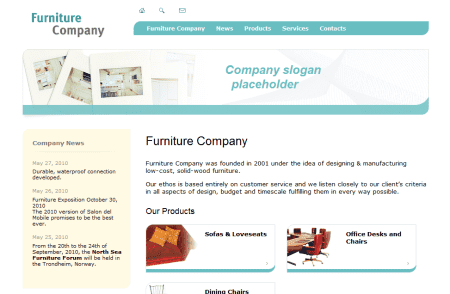 Furniture
Company
Furniture Company News Products Services Contacts
Company slogan
placeholder
Company News
May 27, 2010
Durable, waterproof connection
developed.
May 26, 2010
Furniture Exposition October 30,
2010
The 2010 version of Salon del
Mobile promises to be the best
ever.
May 25, 2010
From the 20th to the 24th of
September, 2010, the North Sea
Furniture Forum will be held in
the Trondheim, Norway.
Furniture Company
Furniture Company was founded in 2001 under the idea of designing & manufacturing
low-cost, solid-wood furniture.
Our ethos is based entirely on customer service and we listen closely to our client's criteria
in all aspects of design, budget and timescale fulfilling them in every way possible.
Our Products
Sofas & Loveseats
Office Desks and
Chairs
Dining Chairs